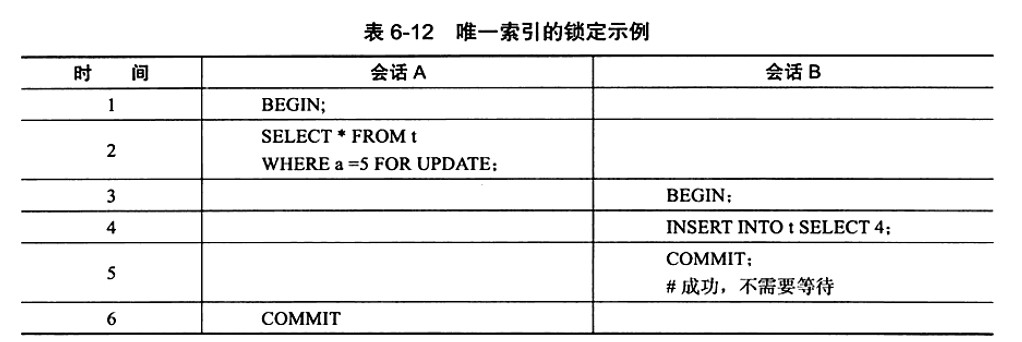 表 6-12 唯一索引的锁定示例
时 间 会话 A 会话 B
1 BEGIN;
2 SELECT * FROM t
WHERE a =5 FOR UPDATE;
3 BEGIN;
4 INSERT INTO t SELECT 4;
5 COMMIT;
# 成功，不需要等待
6 COMMIT